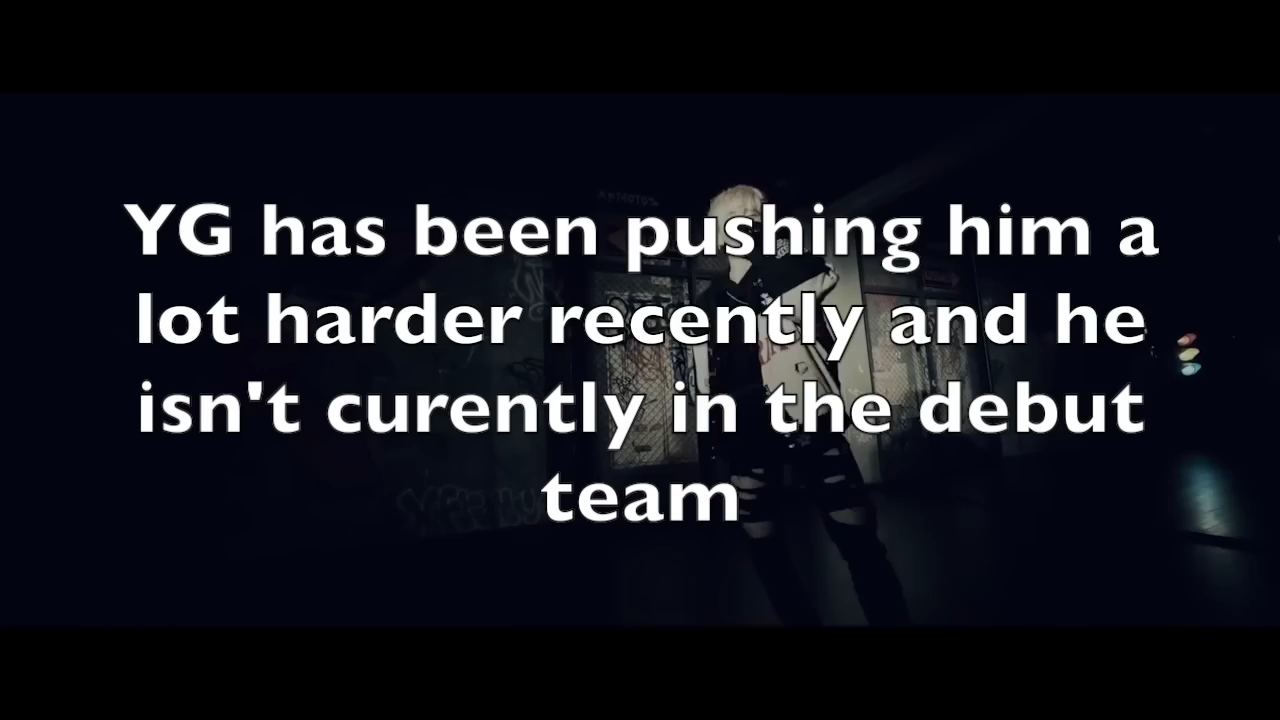 YG has been pushing him a
lot harder recently and he
isn't curently in the debut
team